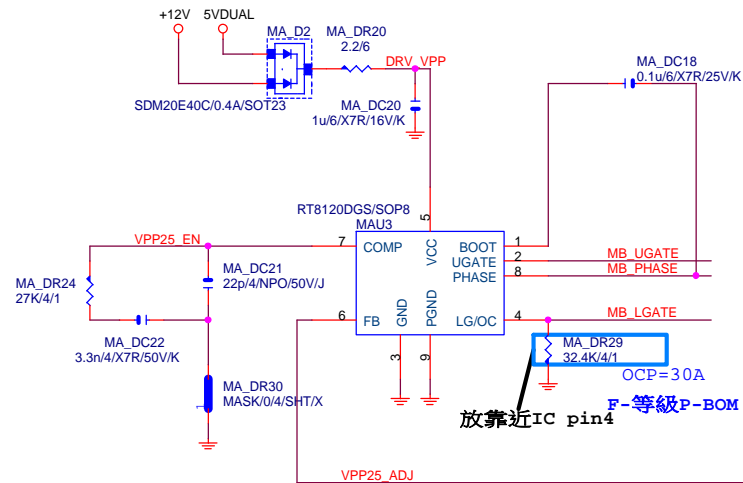 +12V
5VDUAL
MA_D2
MA_DR20
2.2/6
DRV_VPP
MA_DC18
0.1u/6/X7R/25V/K
SDM20E40C/0.4A/SOT23
MA_DC20
1u/6/X7R/16V/K
RT8120DGS/SOP8
MAU3
5
VPP25_EN
7
COMP
VCC
BOOT
1
UGATE
2
MB_UGATE
PHASE
8
MB_PHASE
MA_DR24
27K/4/1
MA_DC21
22p/4/NPO/50V/J
MA_DC22
3.3n/4/X7R/50V/K
6
FB
GND
PGND
LG/OC
4
MB_LGATE
3
9
MA_DR29
32.4K/4/1
OCP=30A
MA_DR30
MASK/0/4/SHT/X
1
放靠近IC pin4
F-等級P-BOM
VPP25_ADJ